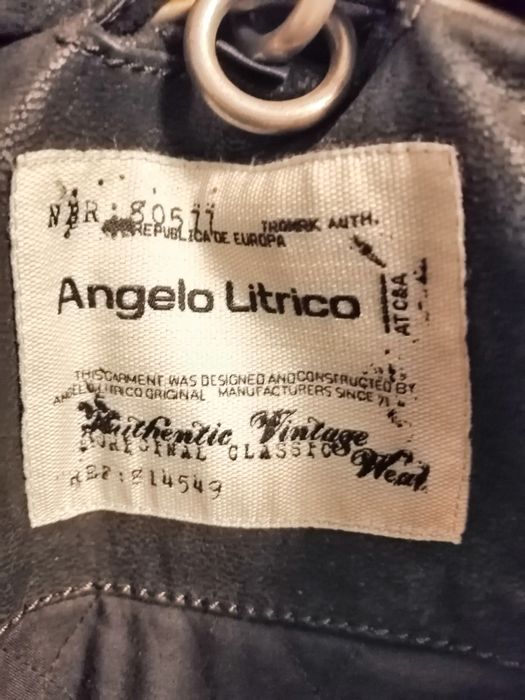 NBR: 80511
TRDMRK AUTH.
REPUBLICA DE EUROPA
Angelo Litrico
AT C&A
THIS GARMENT WAS DESIGNED AND CONSTRUCTED BY
ANGELO LITRICO ORIGINAL MANUFACTURERS SINCE 71
Authentic Vintage
ORIGINAL CLASSIC
Wear
REF: 814549